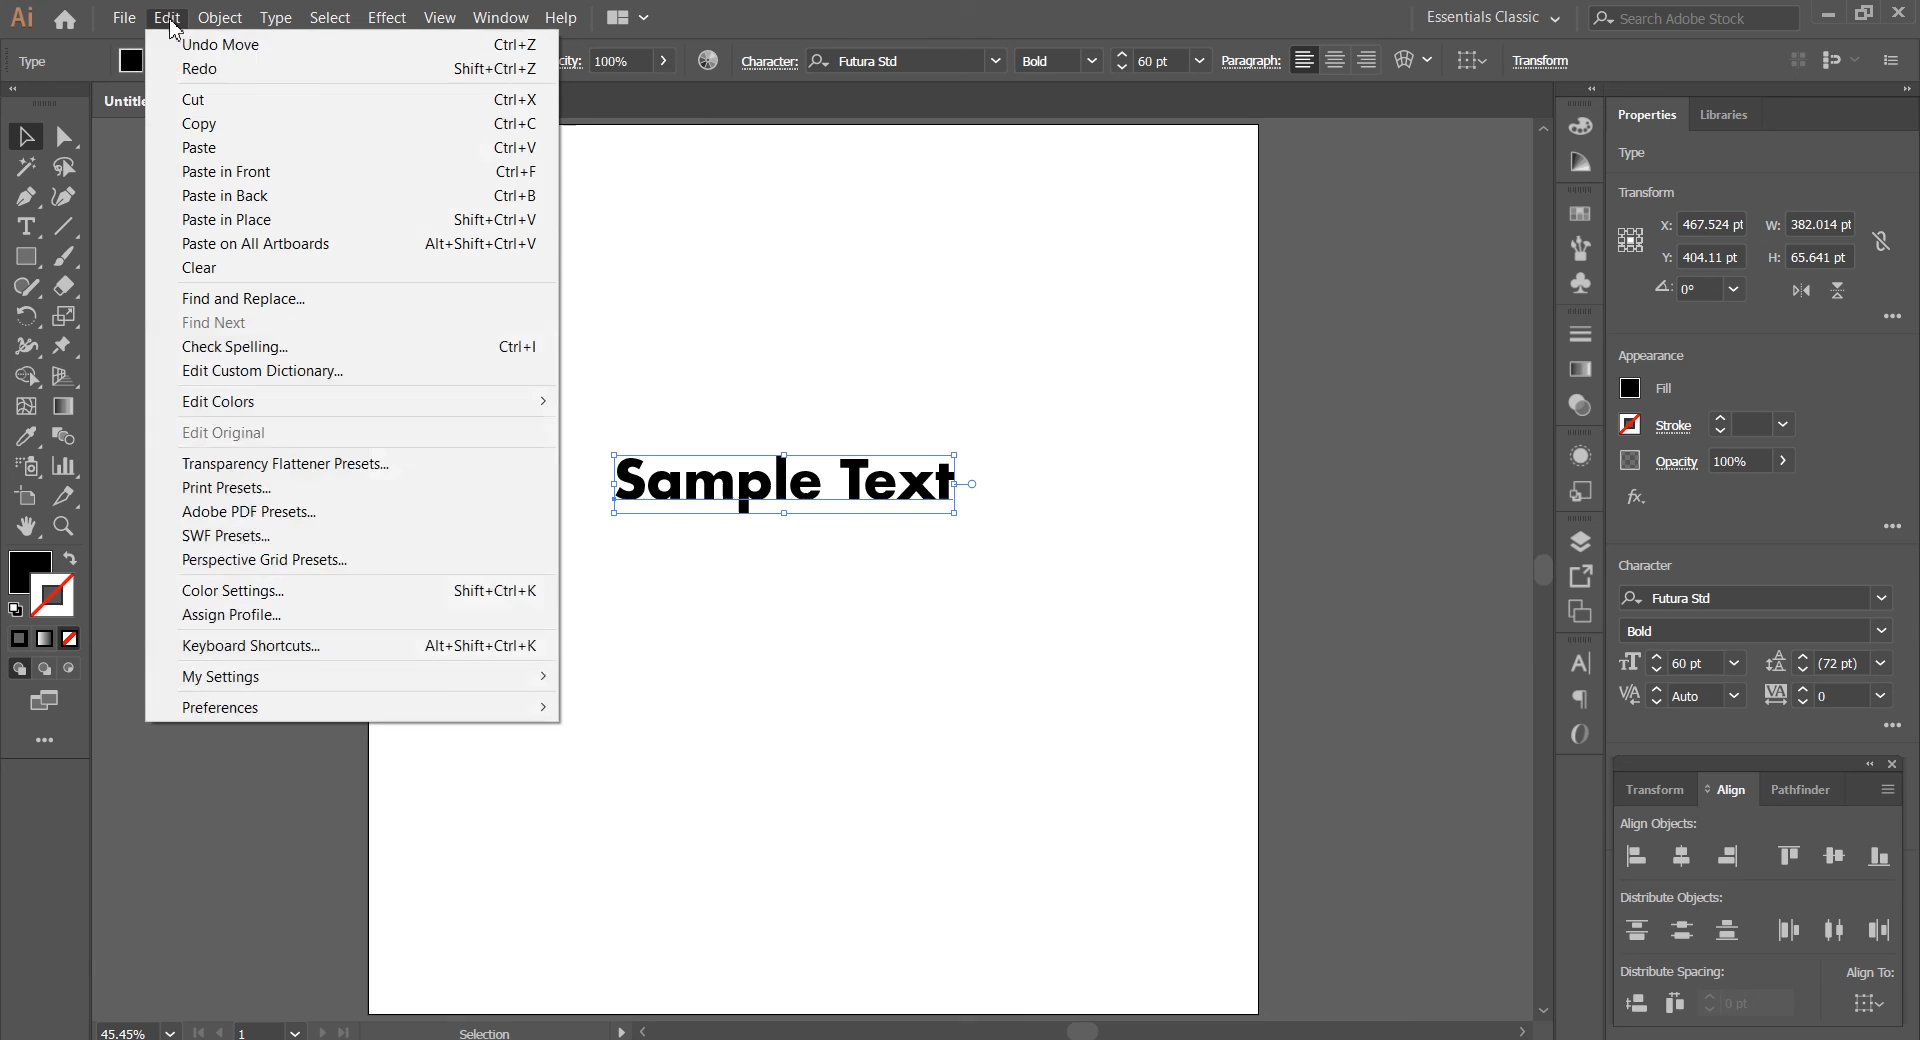 Ai File Edit Object Type Select Effect View Window Help Essentials Classic Search Adobe Stock
Type city: 100% Character: Futura Std Bold 60 pt Paragraph: Transform
Untitle
Undo Move Ctrl+Z
Redo Shift+Ctrl+Z
Cut Ctrl+X
Copy Ctrl+C
Paste Ctrl+V
Paste in Front Ctrl+F
Paste in Back Ctrl+B
Paste in Place Shift+Ctrl+V
Paste on All Artboards Alt+Shift+Ctrl+V
Clear
Find and Replace...
Find Next
Check Spelling... Ctrl+I
Edit Custom Dictionary...
Edit Colors
Edit Original
Transparency Flattener Presets...
Print Presets...
Adobe PDF Presets...
SWF Presets...
Perspective Grid Presets...
Color Settings... Shift+Ctrl+K
Assign Profile...
Keyboard Shortcuts... Alt+Shift+Ctrl+K
My Settings
Preferences
Sample Text
Properties Libraries
Type
Transform
X: 467.524 pt W: 382.014 pt
Y: 404.11 pt H: 65.641 pt
0°
Appearance
Fill
Stroke
Opacity 100%
fx.
Character
Futura Std
Bold
60 pt (72 pt)
Auto 0
Transform Align Pathfinder
Align Objects:
Distribute Objects:
Distribute Spacing: Align To:
0 pt
45.45% 1 Selection